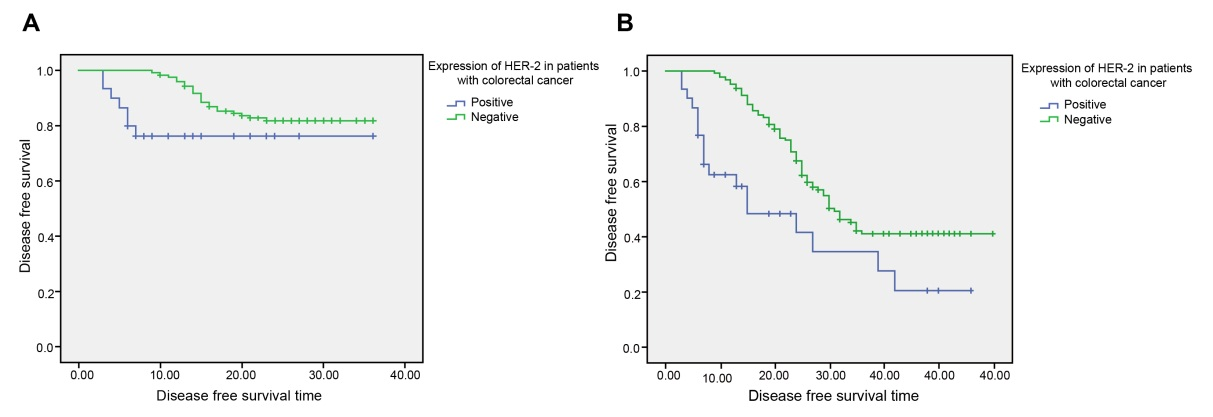 A
Expression of HER-2 in patients
with colorectal cancer
Positive
Negative
1.0
0.8
0.6
0.4
0.2
0.0
Disease free survival
0.00 10.00 20.00 30.00 40.00
Disease free survival time
B
Expression of HER-2 in patients
with colorectal cancer
Positive
Negative
1.0
0.8
0.6
0.4
0.2
0.0
Disease free survival
0.00 10.00 20.00 30.00 40.00 40.00
Disease free survival time